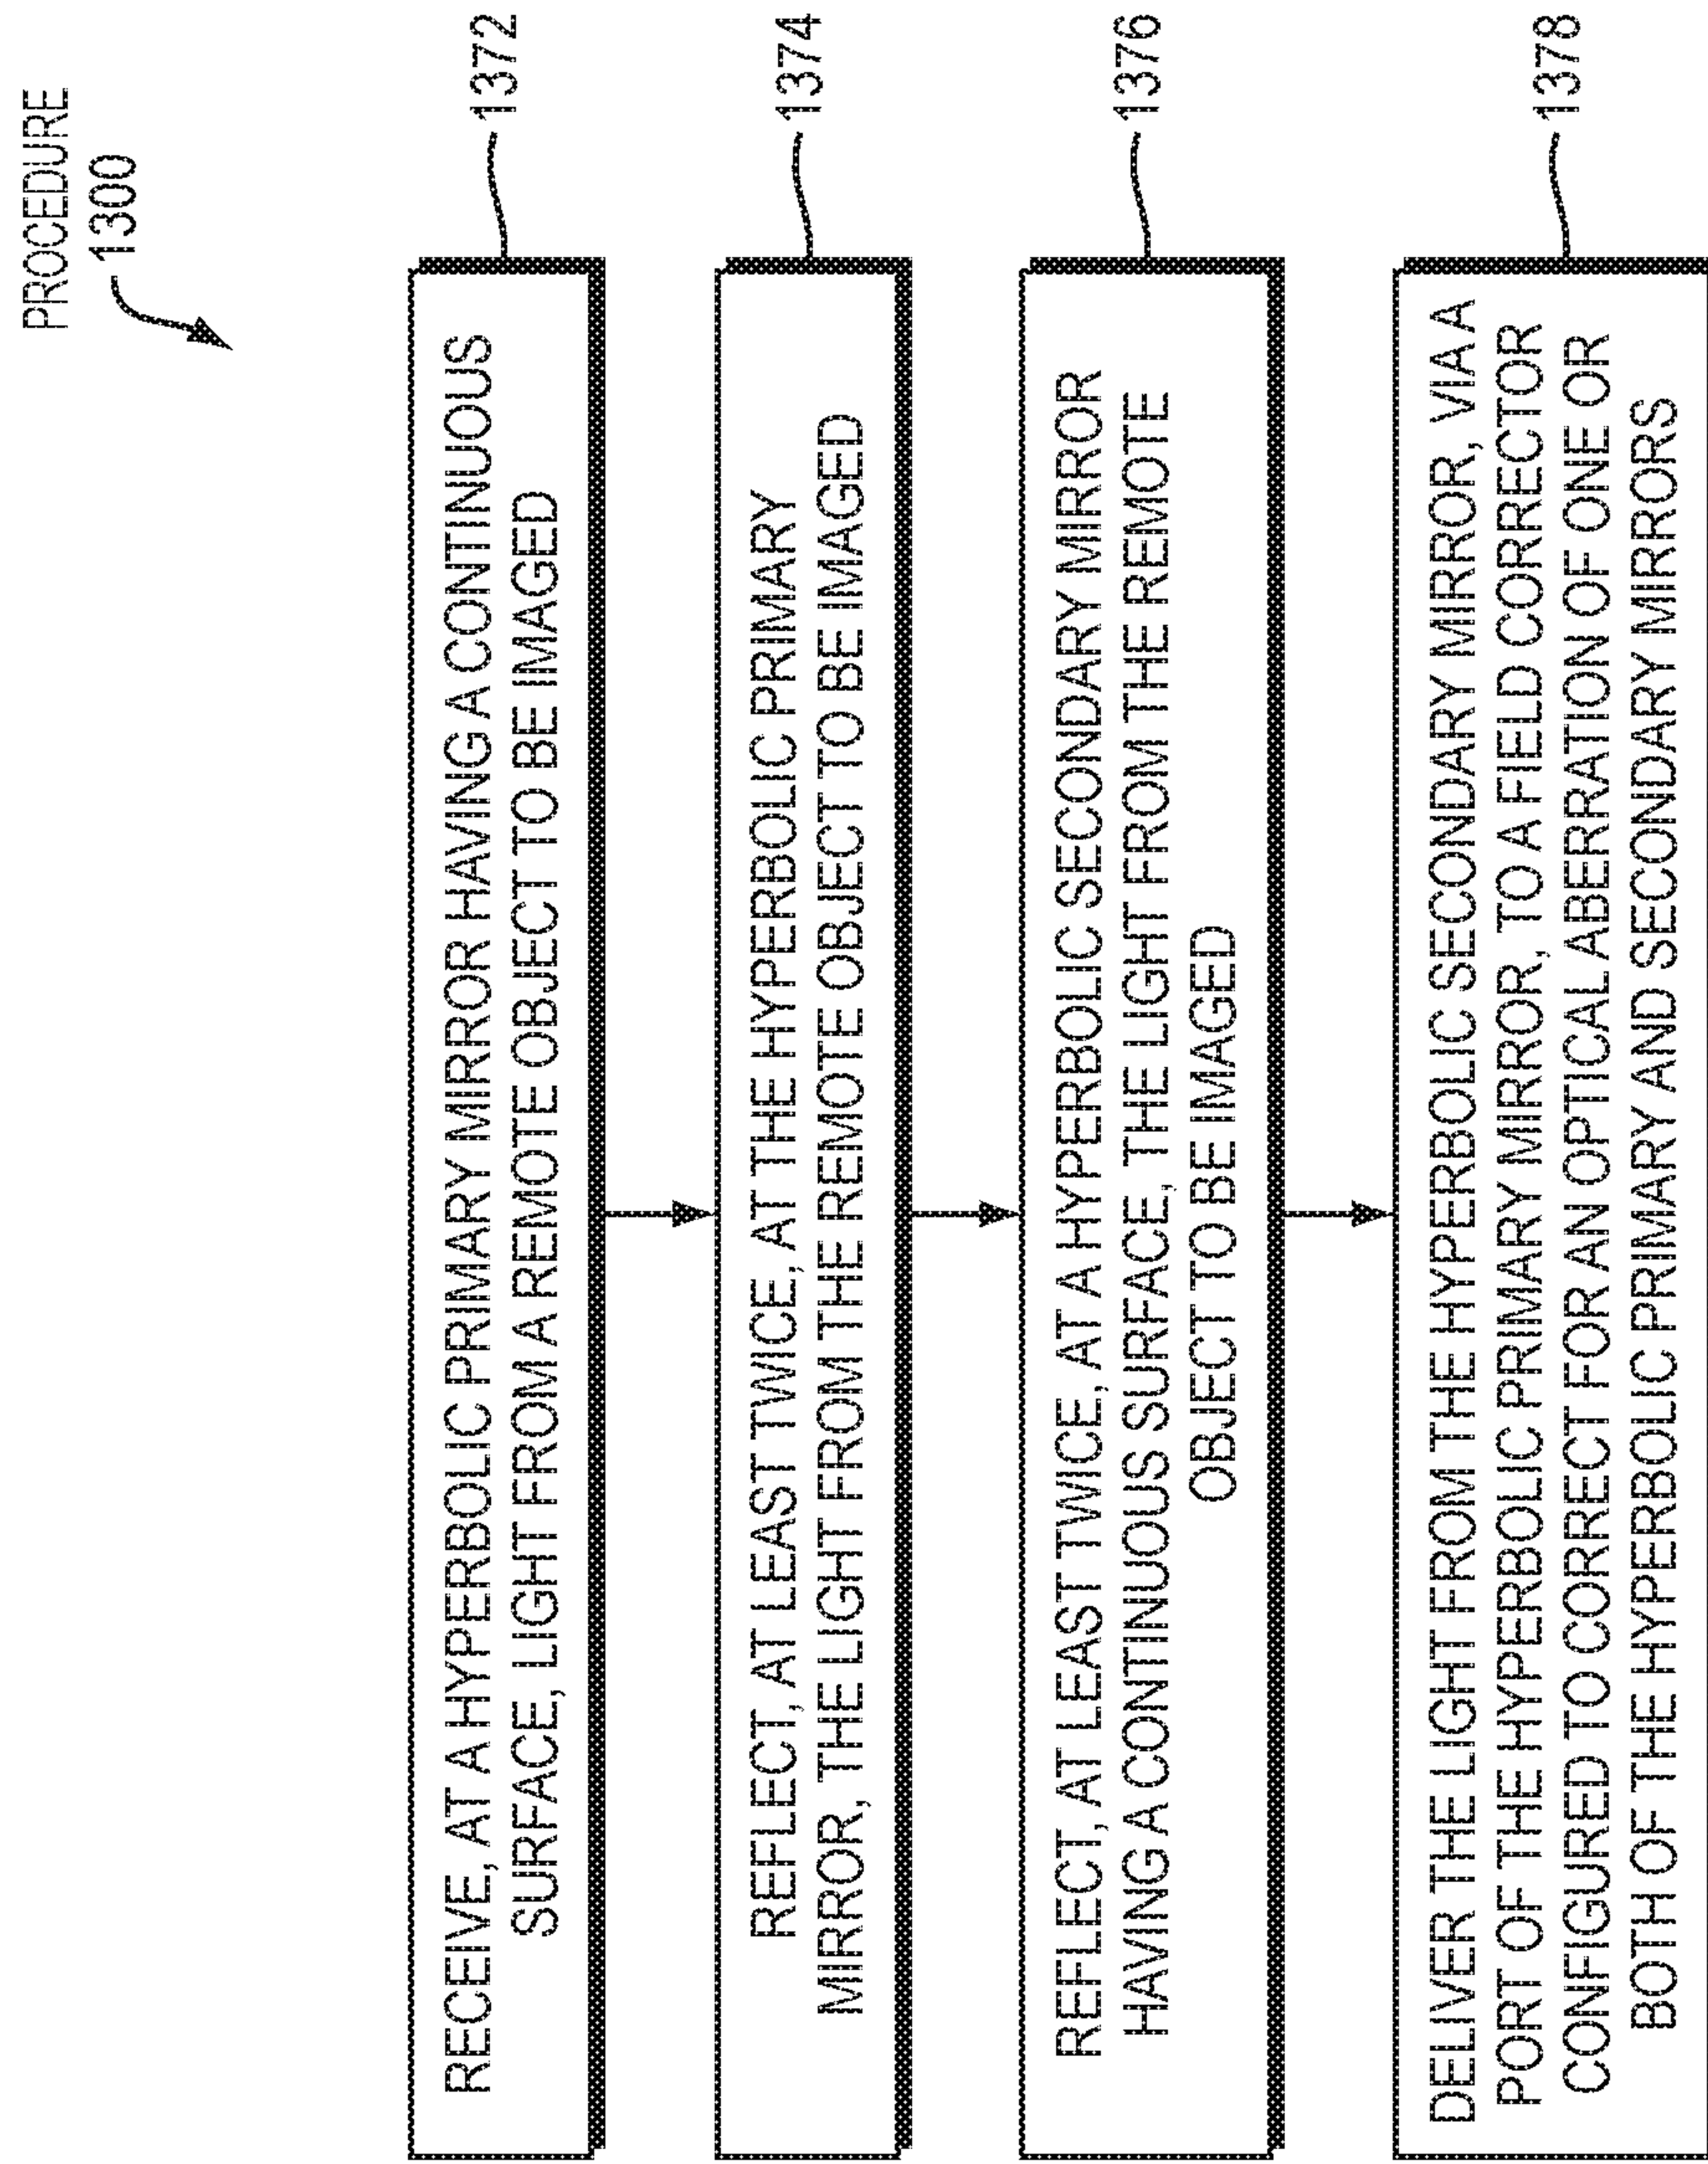 PROCEDURE
1300
RECEIVE, AT A HYPERBOLIC PRIMARY MIRROR HAVING A CONTINUOUS
SURFACE, LIGHT FROM A REMOTE OBJECT TO BE IMAGED
1372
REFLECT, AT LEAST TWICE, AT THE HYPERBOLIC PRIMARY
MIRROR, THE LIGHT FROM THE REMOTE OBJECT TO BE IMAGED
1374
REFLECT, AT LEAST TWICE, AT A HYPERBOLIC SECONDARY MIRROR
HAVING A CONTINUOUS SURFACE, THE LIGHT FROM THE REMOTE
OBJECT TO BE IMAGED
1376
DELIVER THE LIGHT FROM THE HYPERBOLIC SECONDARY MIRROR, VIA A
PORT OF THE HYPERBOLIC PRIMARY MIRROR, TO A FIELD CORRECTOR
CONFIGURED TO CORRECT FOR AN OPTICAL ABERRATION OF ONE OR
BOTH OF THE HYPERBOLIC PRIMARY AND SECONDARY MIRRORS
1378